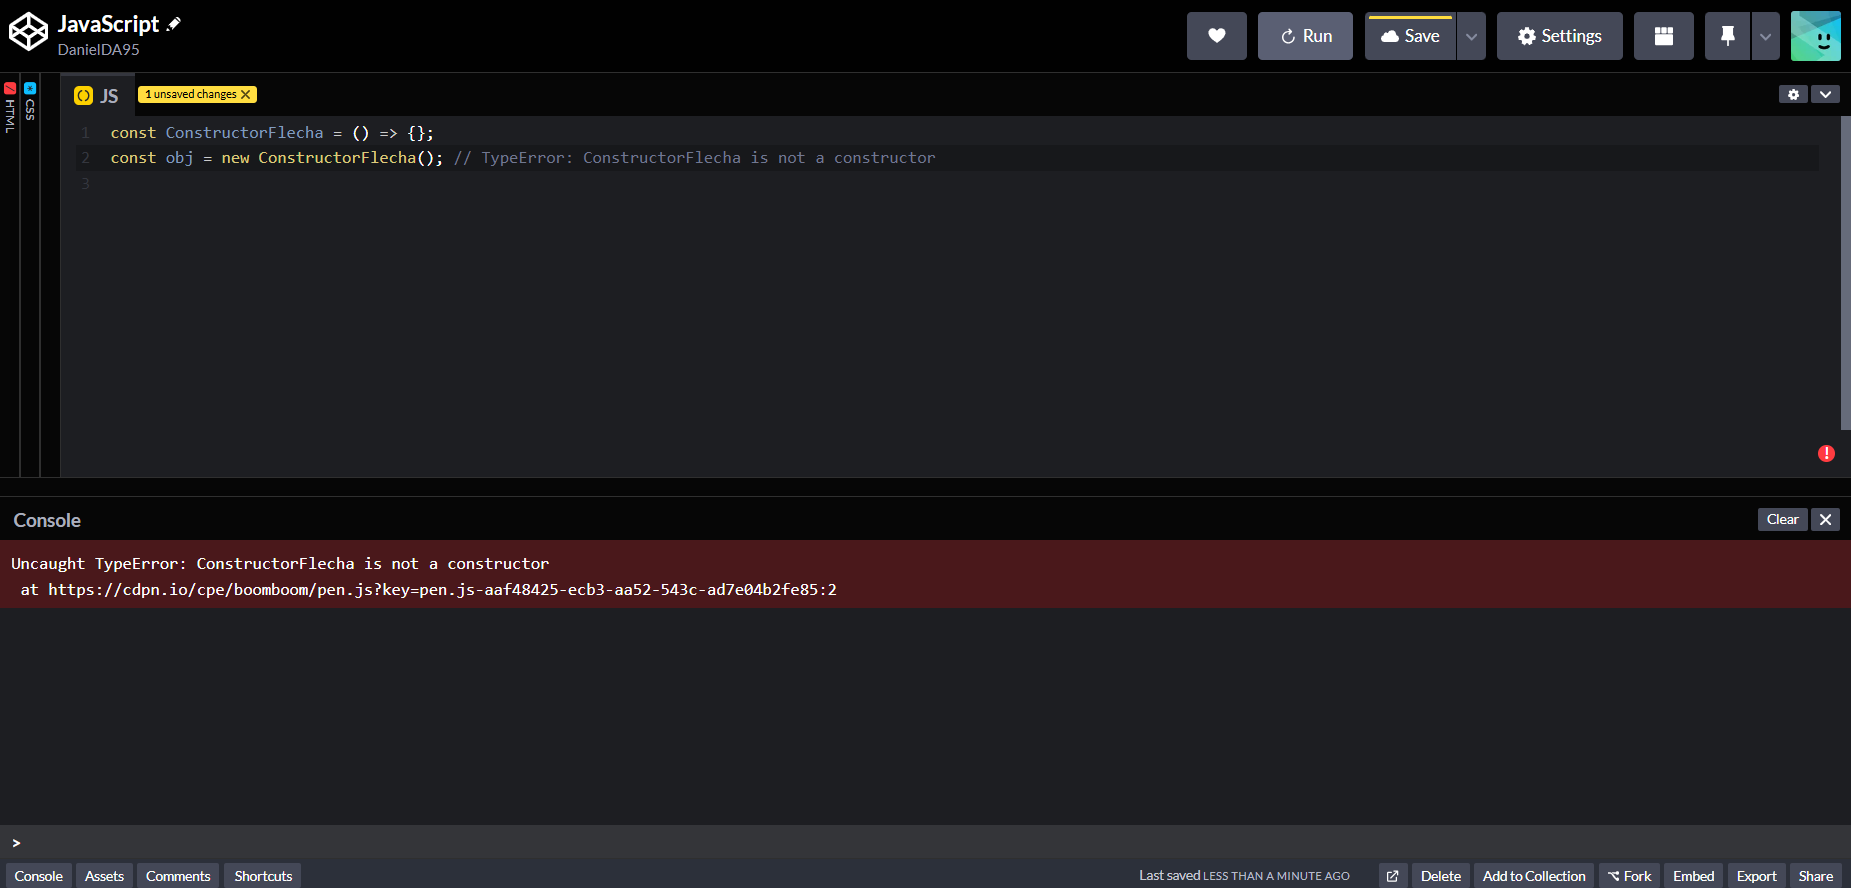 JavaScript
DanielDA95
Run
Save
Settings
HTML
CSS
JS
1 unsaved changes
1 const ConstructorFlecha = () => {};
2 const obj = new ConstructorFlecha(); // TypeError: ConstructorFlecha is not a constructor
3
Console
Clear
Uncaught TypeError: ConstructorFlecha is not a constructor
at https://cdpn.io/cpe/boomboom/pen.js?key=pen.js-aaf48425-ecb3-aa52-543c-ad7e04b2fe85:2
>
Console Assets Comments Shortcuts Last saved LESS THAN A MINUTE AGO Delete Add to Collection Fork Embed Export Share